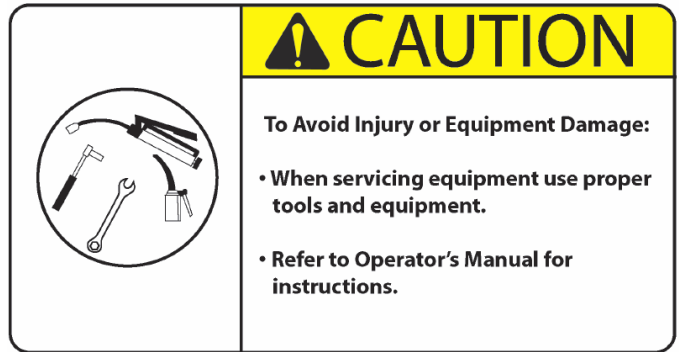 CAUTION
To Avoid Injury or Equipment Damage:
• When servicing equipment use proper
tools and equipment.
• Refer to Operator’s Manual for
instructions.